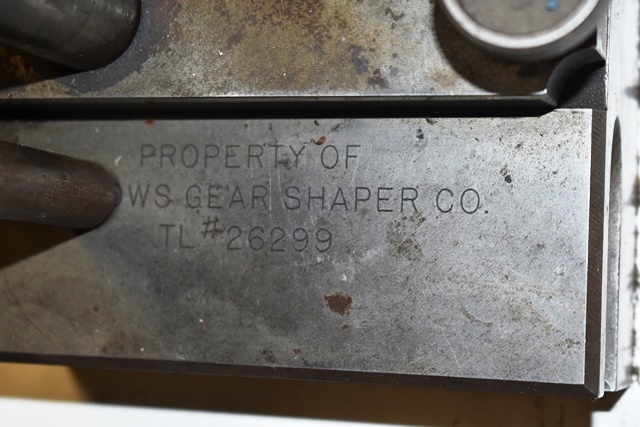 PROPERTY OF
WS GEAR SHAPER CO.
TL #26299